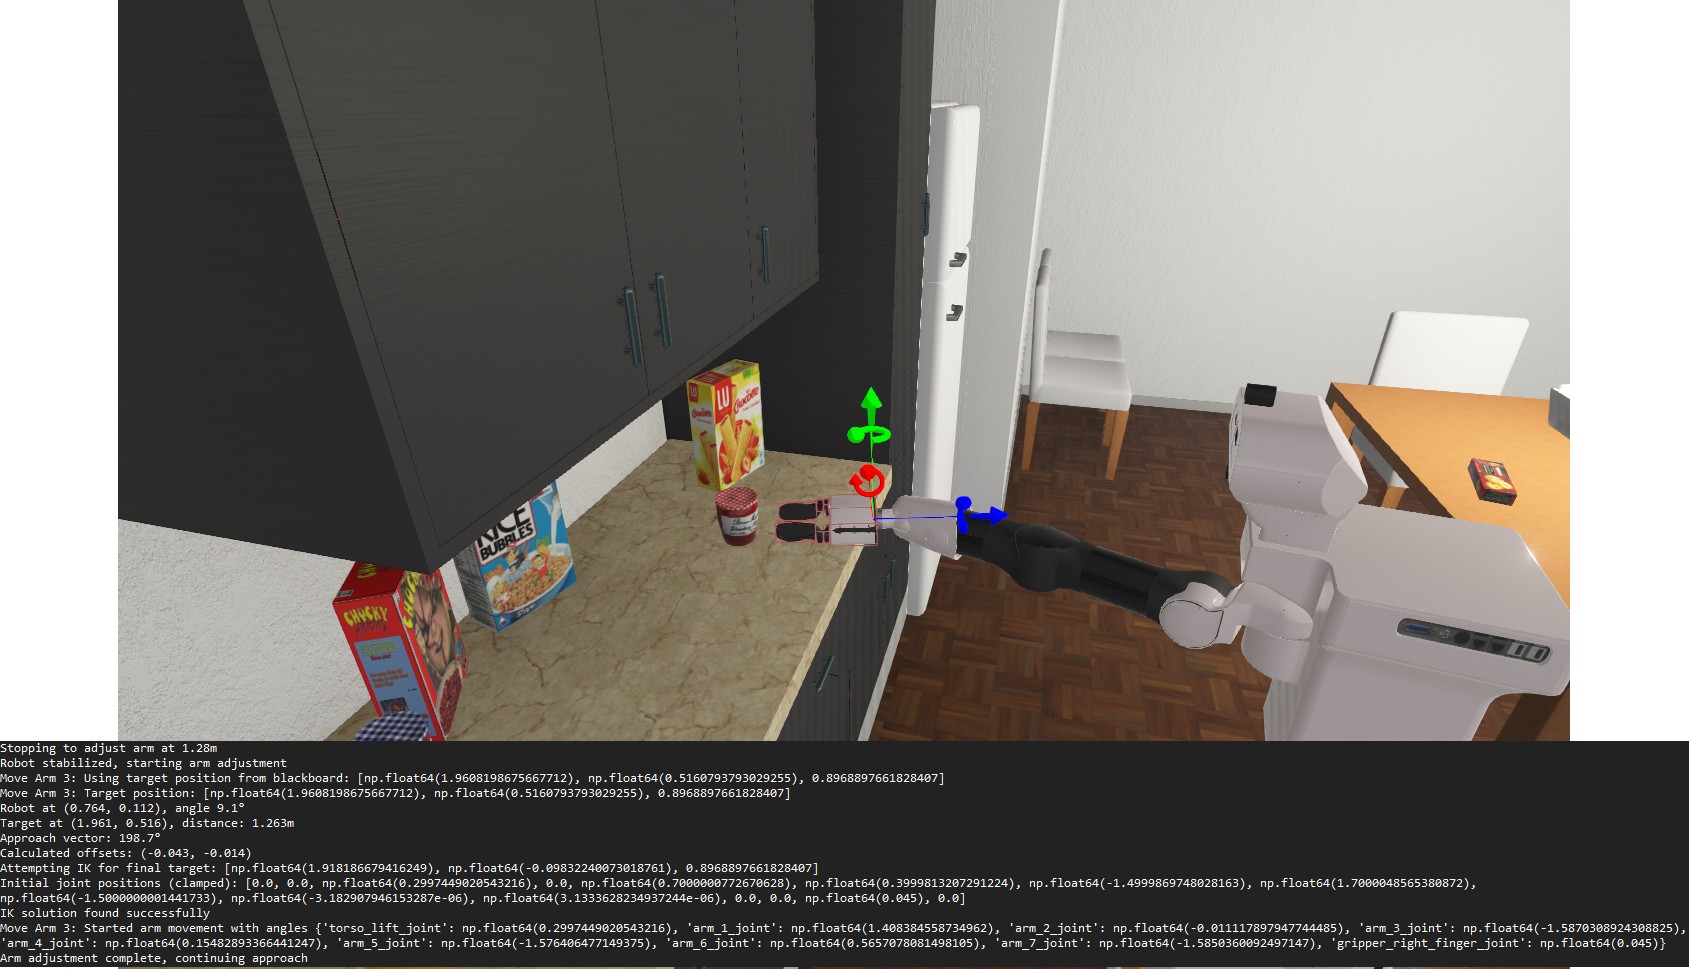 LU
LU
RICE
BUBBLES
CHUCKY
Stopping to adjust arm at 1.28m
Robot stabilized, starting arm adjustment
Move Arm 3: Using target position from blackboard: [np.float64(1.9608198675667712), np.float64(0.5160793793029255), 0.8968897661828407]
Move Arm 3: Target position: [np.float64(1.9608198675667712), np.float64(0.5160793793029255), 0.8968897661828407]
Robot at (0.764, 0.112), angle 9.1°
Target at (1.961, 0.516), distance: 1.263m
Approach vector: 198.7°
Calculated offsets: (-0.043, -0.014)
Attempting IK for final target: [np.float64(1.918186679416249), np.float64(-0.09832240073018761), 0.8968897661828407]
Initial joint positions (clamped): [0.0, 0.0, np.float64(0.2997449020543216), 0.0, np.float64(0.7000000772670628), np.float64(0.3999813207291224), np.float64(-1.4999869748028163), np.float64(1.7000048565380872),
np.float64(-1.5000000001441733), np.float64(-3.182907946153287e-06), np.float64(3.1333628234937244e-06), 0.0, 0.0, np.float64(0.045), 0.0]
IK solution found successfully
Move Arm 3: Started arm movement with angles {'torso_lift_joint': np.float64(0.2997449020543216), 'arm_1_joint': np.float64(1.408384558734962), 'arm_2_joint': np.float64(-0.011117897947744485), 'arm_3_joint': np.float64(-1.5870308924308825),
'arm_4_joint': np.float64(0.15482893366441247), 'arm_5_joint': np.float64(-1.576406477149375), 'arm_6_joint': np.float64(0.5657078081498105), 'arm_7_joint': np.float64(-1.5850360092497147), 'gripper_right_finger_joint': np.float64(0.045)}
Arm adjustment complete, continuing approach